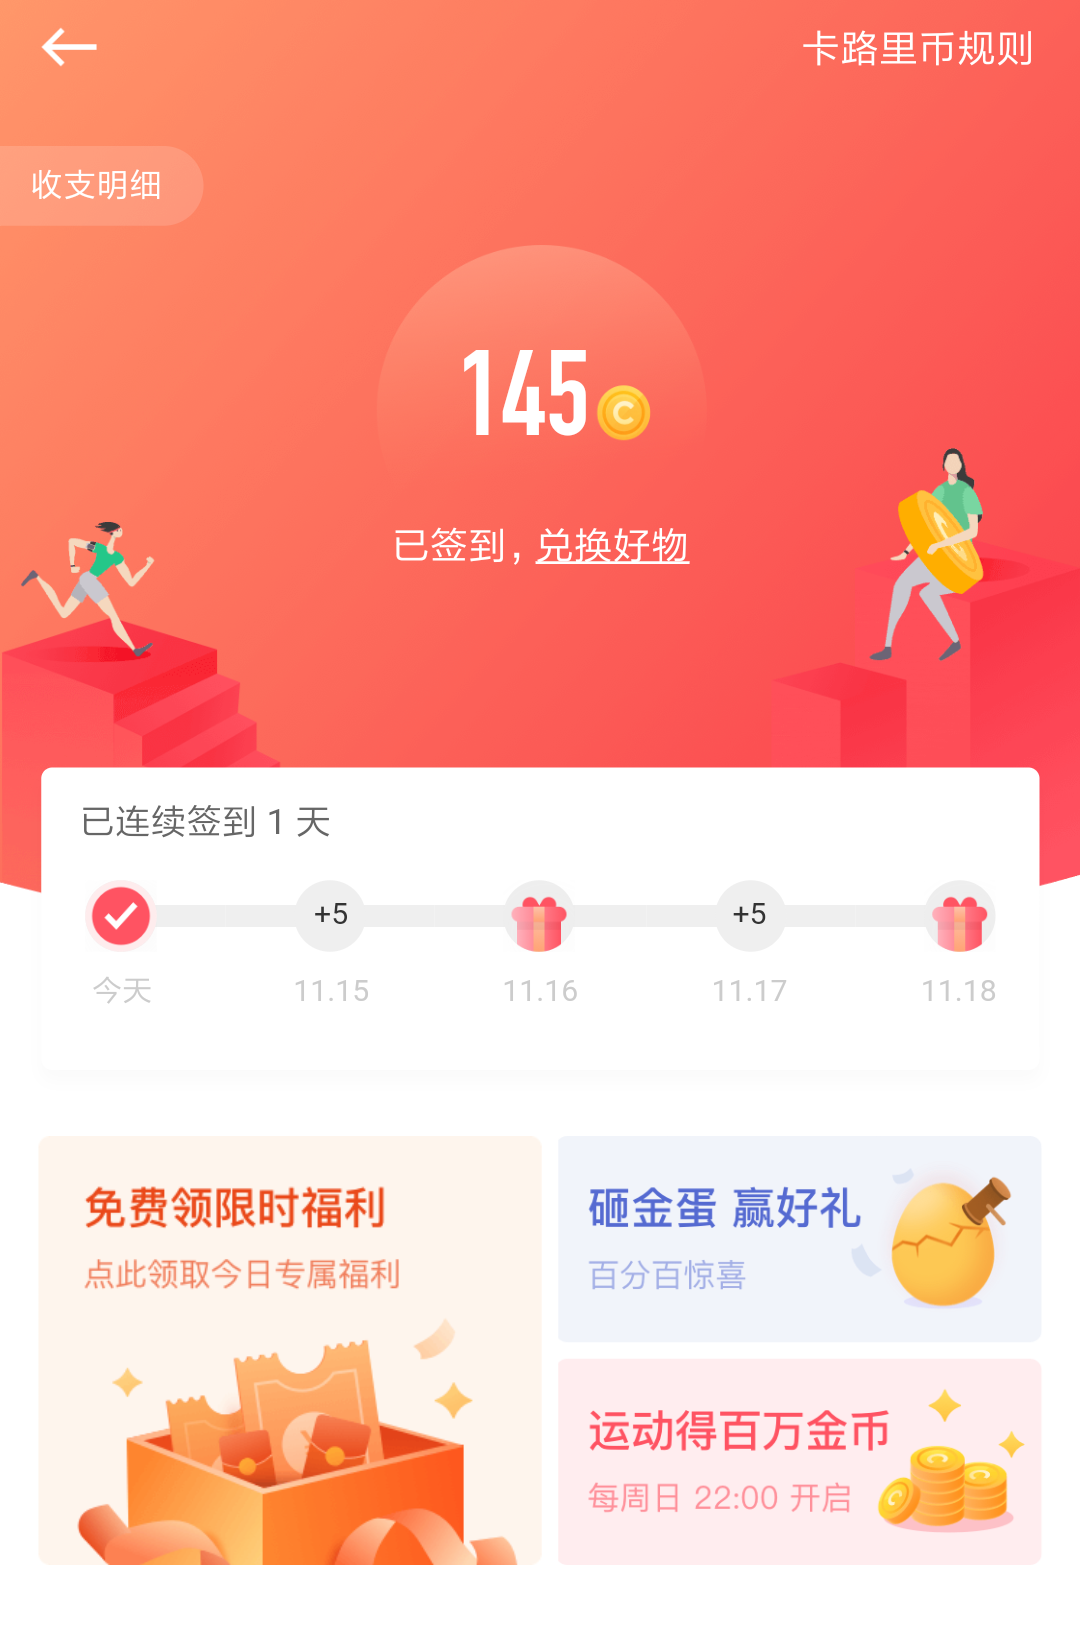 卡路里币规则
收支明细
145
已签到，兑换好物
已连续签到 1 天
+5
+5
今天
11.15
11.16
11.17
11.18
免费领限时福利
点此领取今日专属福利
砸金蛋 赢好礼
百分百惊喜
运动得百万金币
每周日 22:00 开启